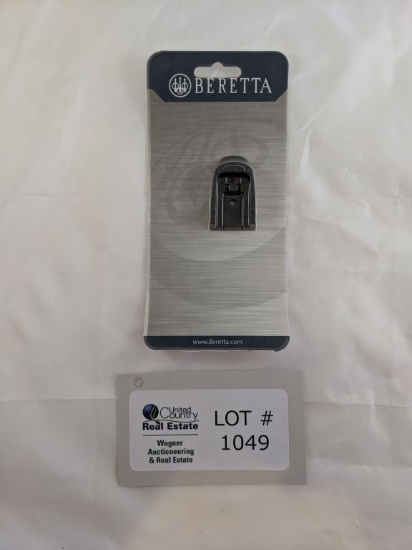 BERETTA
www.Beretta.com
United
Country
Real Estate
Wagner
Auctioneering
& Real Estate
LOT #
1049